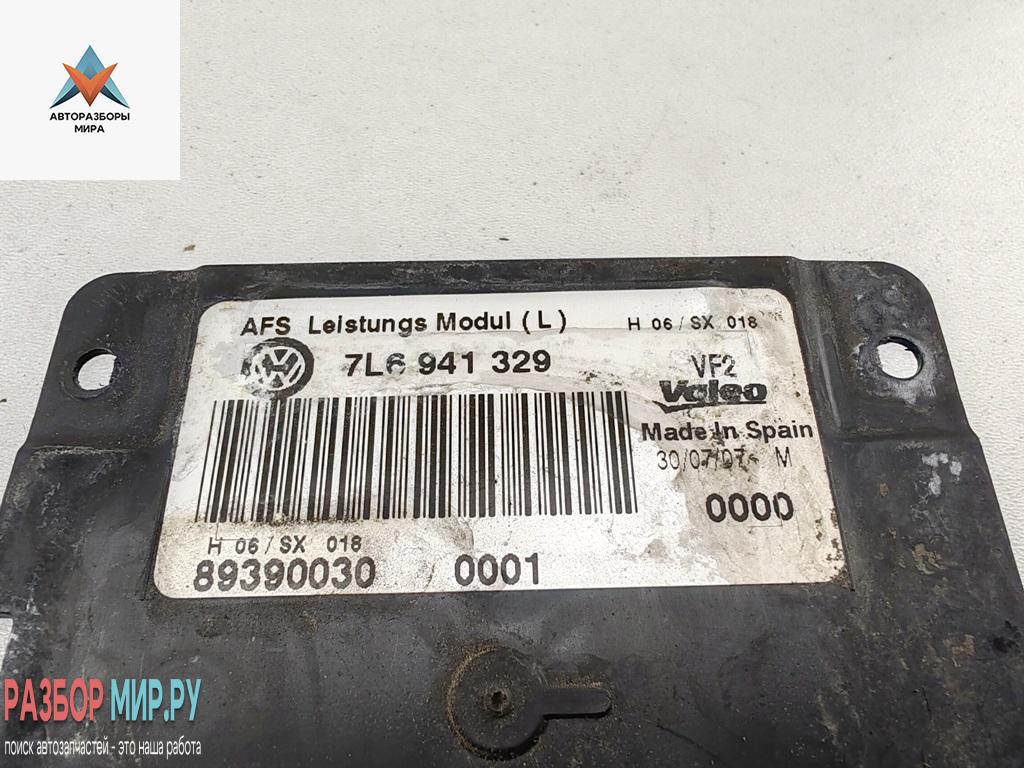 АВТОРАЗБОРЫ
МИРА
AFS Leistungs Modul (L)
H 06/SX 018
7L6 941 329
VF2
Valeo
Made In Spain
30/07/07 M
0000
H 06/SX 018
89390030 0001
РАЗБОР МИР.РУ
поиск автозапчастей - это наша работа